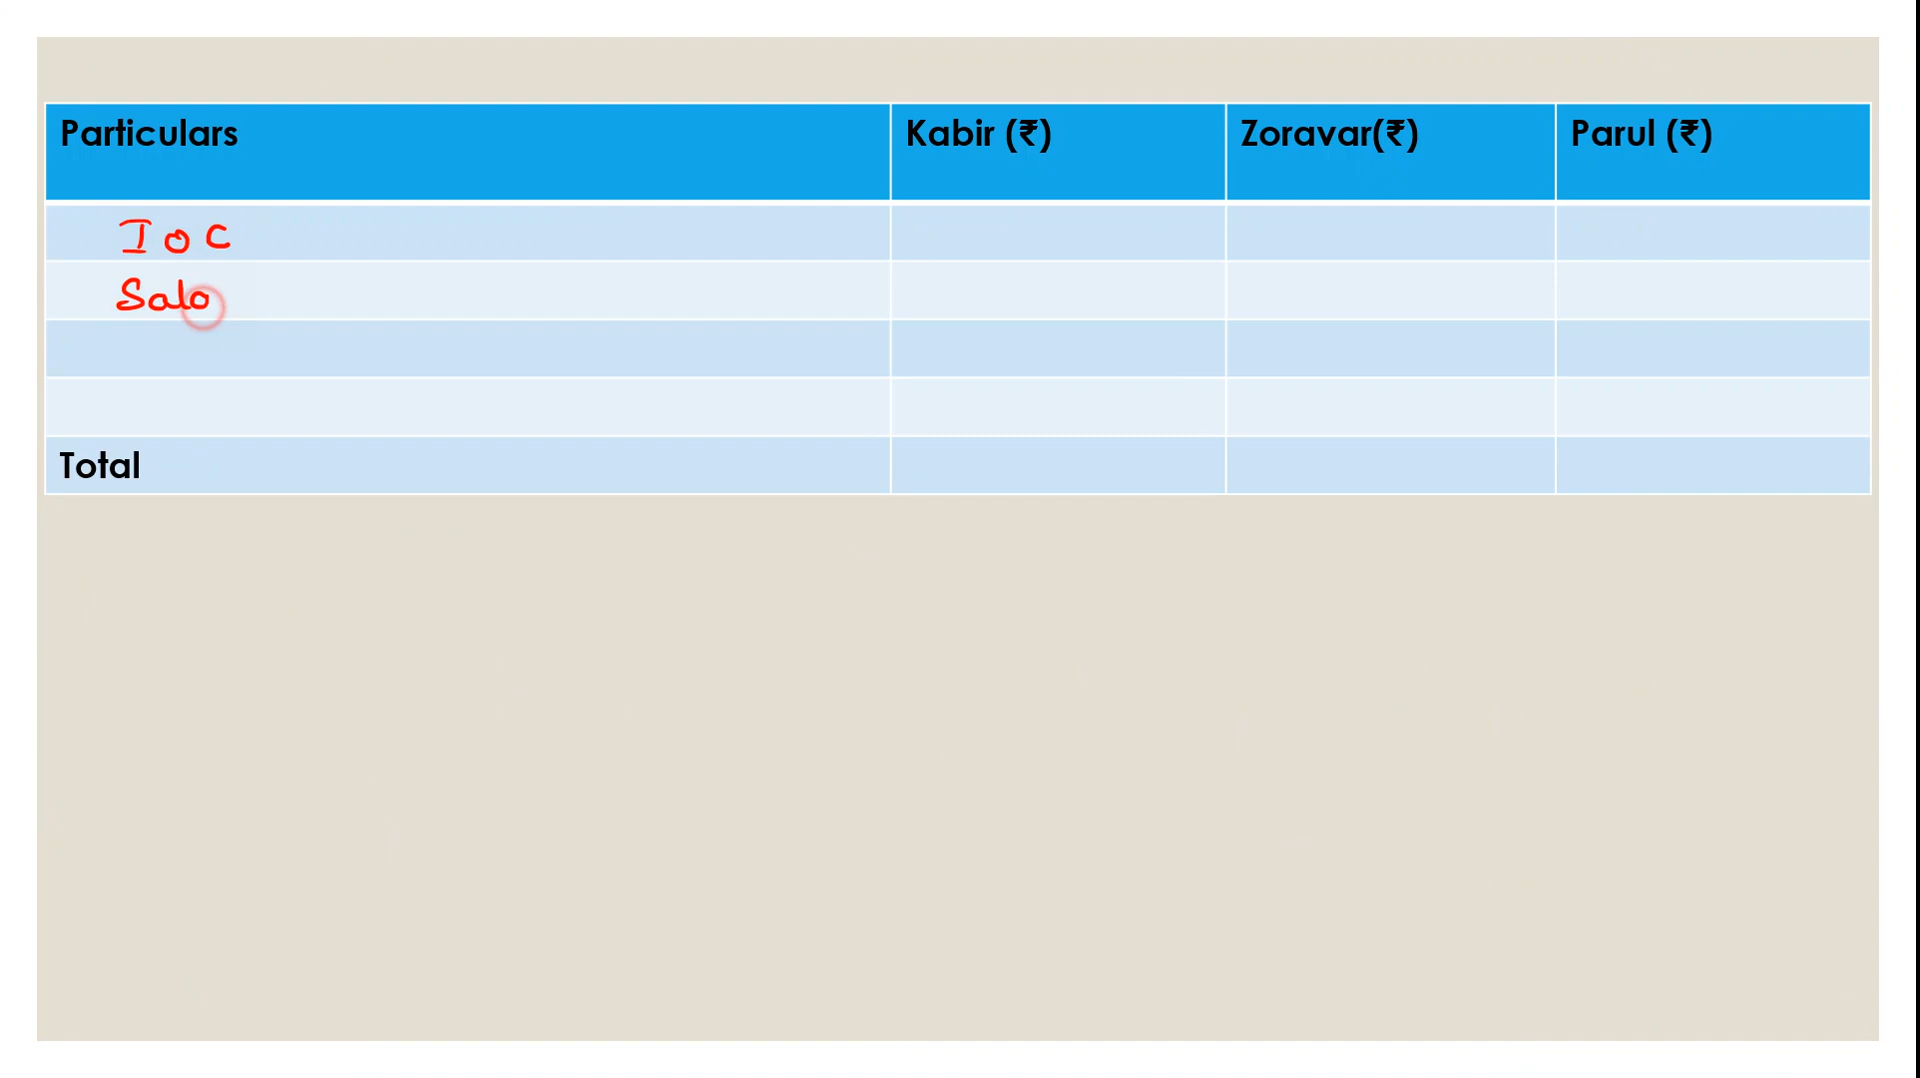 Particulars Kabir (₹) Zoravar(₹) Parul (₹)
I o C
Salo
Total